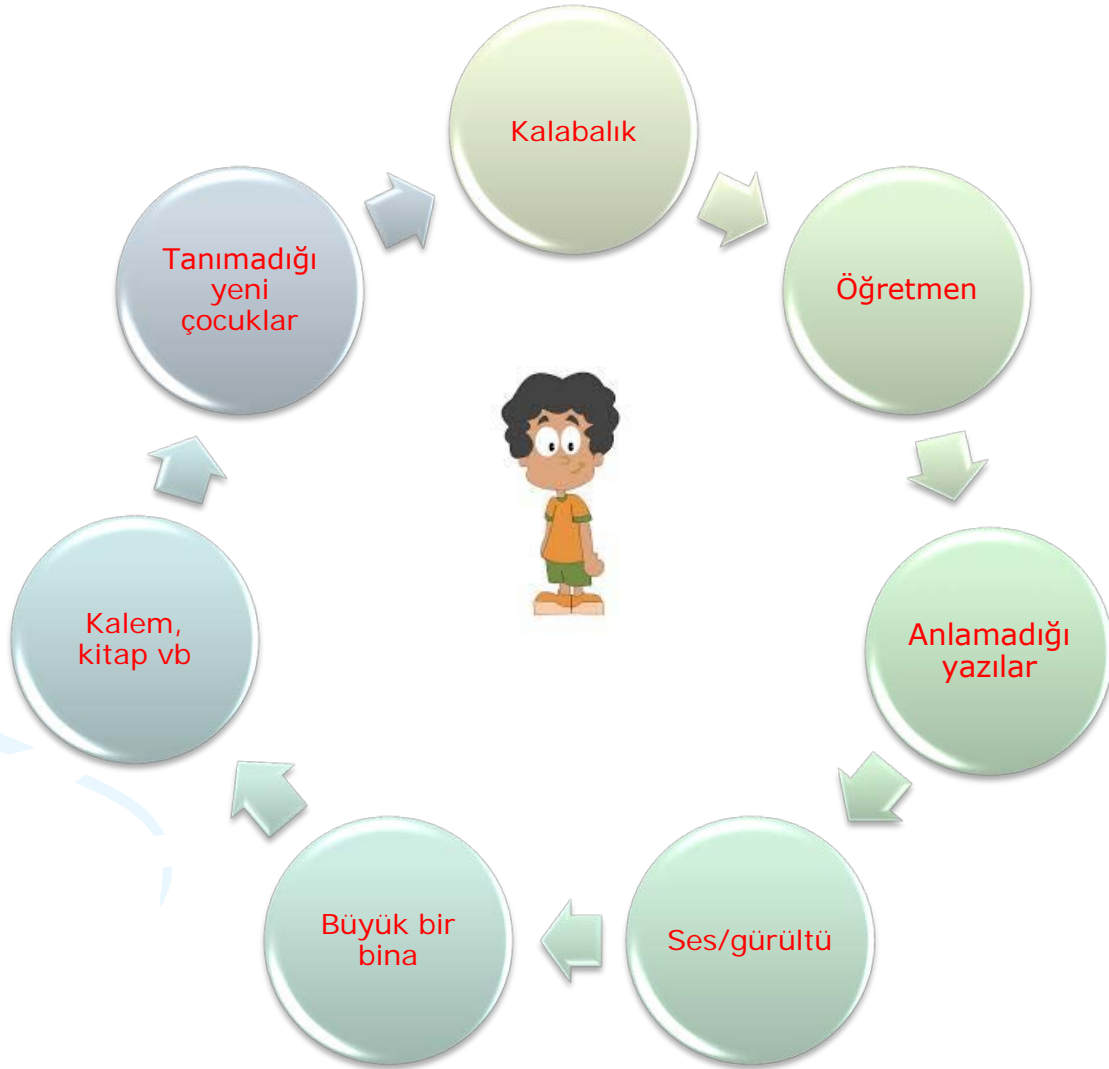 Kalabalık
Öğretmen
Anlamadığı
yazılar
Ses/gürültü
Büyük bir
bina
Kalem,
kitap vb
Tanımadığı
yeni
çocuklar